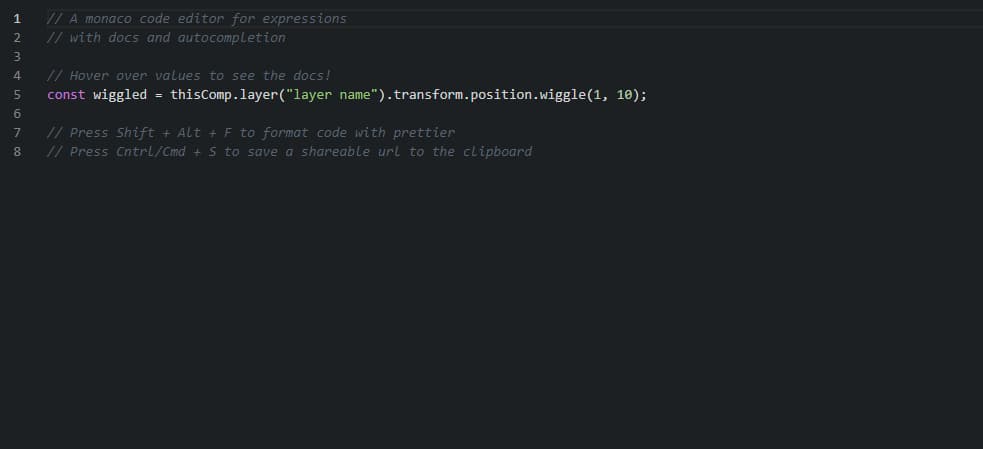 1 // A monaco code editor for expressions
2 // with docs and autocompletion
3
4 // Hover over values to see the docs!
5 const wiggled = thisComp.layer("layer name").transform.position.wiggle(1, 10);
6
7 // Press Shift + Alt + F to format code with prettier
8 // Press Cntrl/Cmd + S to save a shareable url to the clipboard